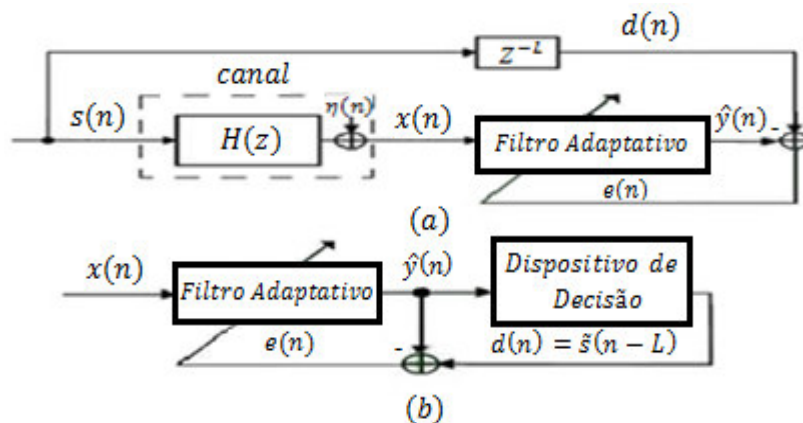 d(n)
z⁻ᴸ
canal
s(n)
η(n)
x(n)
ŷ(n)
-
H(z)
Filtro Adaptativo
e(n)
(a)
x(n)
ŷ(n)
Dispositivo de
Decisão
Filtro Adaptativo
e(n)
-
d(n) = s̃(n − L)
(b)